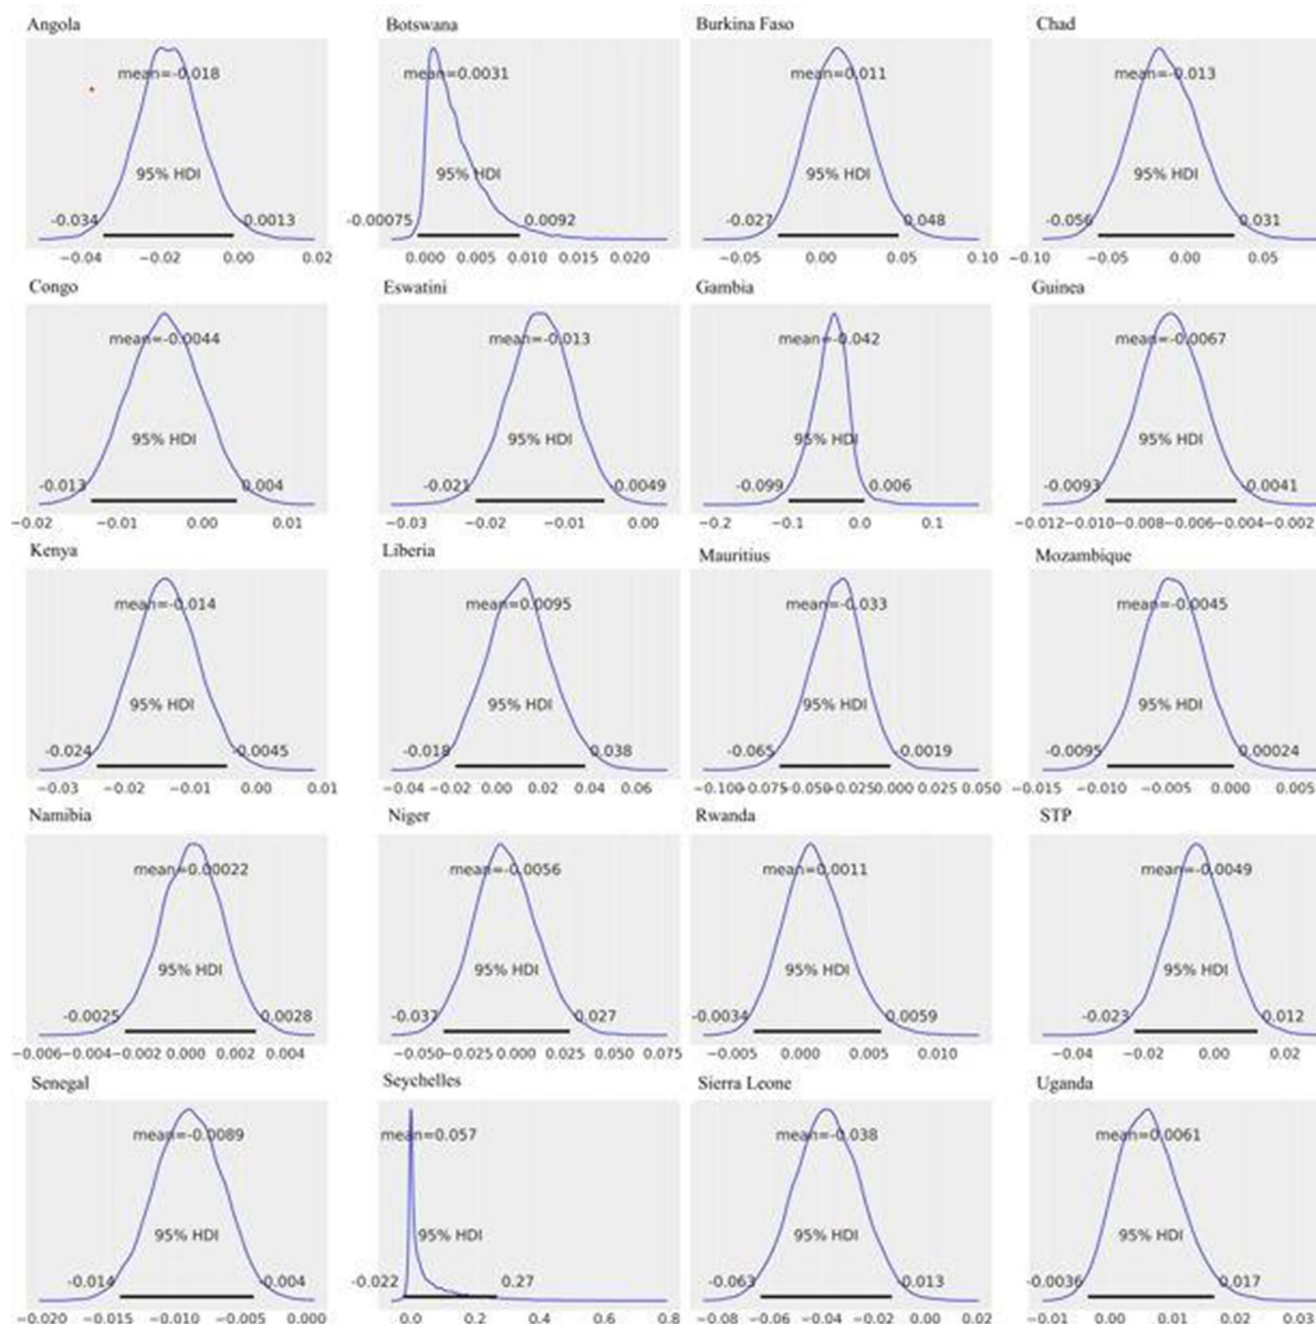 Angola Botswana Burkina Faso Chad
mean=-0.018 mean=0.0031 mean=0.011 mean=-0.013
95% HDI 95% HDI 95% HDI 95% HDI
-0.034 -0.0013 -0.00075 0.0092 -0.027 0.048 -0.056 0.031
−0.04 −0.02 0.00 0.02 0.000 0.005 0.010 0.015 0.020 −0.05 0.00 0.05 0.10 −0.10 −0.05 0.00 0.05
Congo Eswatini Gambia Guinea
mean=-0.0044 mean=-0.013 mean=-0.042 mean=-0.0067
95% HDI 95% HDI 95% HDI 95% HDI
-0.013 0.004 -0.021 -0.0049 -0.099 0.006 -0.0093 -0.0041
−0.02 −0.01 0.00 0.01 −0.03 −0.02 −0.01 0.00 −0.2 −0.1 0.0 0.1 −0.012 −0.010 −0.008 −0.006 −0.004 −0.002
Kenya Liberia Mauritius Mozambique
mean=-0.014 mean=0.0095 mean=-0.033 mean=-0.0045
95% HDI 95% HDI 95% HDI 95% HDI
-0.024 -0.0045 -0.018 0.038 -0.065 -0.0019 -0.0095 0.00024
−0.03 −0.02 −0.01 0.00 0.01 −0.04 −0.02 0.00 0.02 0.04 0.06 −0.100 −0.075 −0.050 −0.025 0.000 0.025 0.050 −0.015 −0.010 −0.005 0.000 0.005
Namibia Niger Rwanda STP
mean=0.00022 mean=-0.0056 mean=0.0011 mean=-0.0049
95% HDI 95% HDI 95% HDI 95% HDI
-0.0025 0.0028 -0.037 0.027 -0.0034 0.0059 -0.023 0.012
−0.006 −0.004 −0.002 0.000 0.002 0.004 −0.050 −0.025 0.000 0.025 0.050 0.075 −0.005 0.000 0.005 0.010 −0.04 −0.02 0.00 0.02
Senegal Seychelles Sierra Leone Uganda
mean=-0.0089 mean=0.057 mean=-0.038 mean=0.0061
95% HDI 95% HDI 95% HDI 95% HDI
-0.014 -0.004 -0.022 0.27 -0.063 -0.013 -0.0036 0.017
−0.020 −0.015 −0.010 −0.005 0.000 0.0 0.2 0.4 0.6 0.8 −0.08 −0.06 −0.04 −0.02 0.00 0.02 −0.01 0.00 0.01 0.02